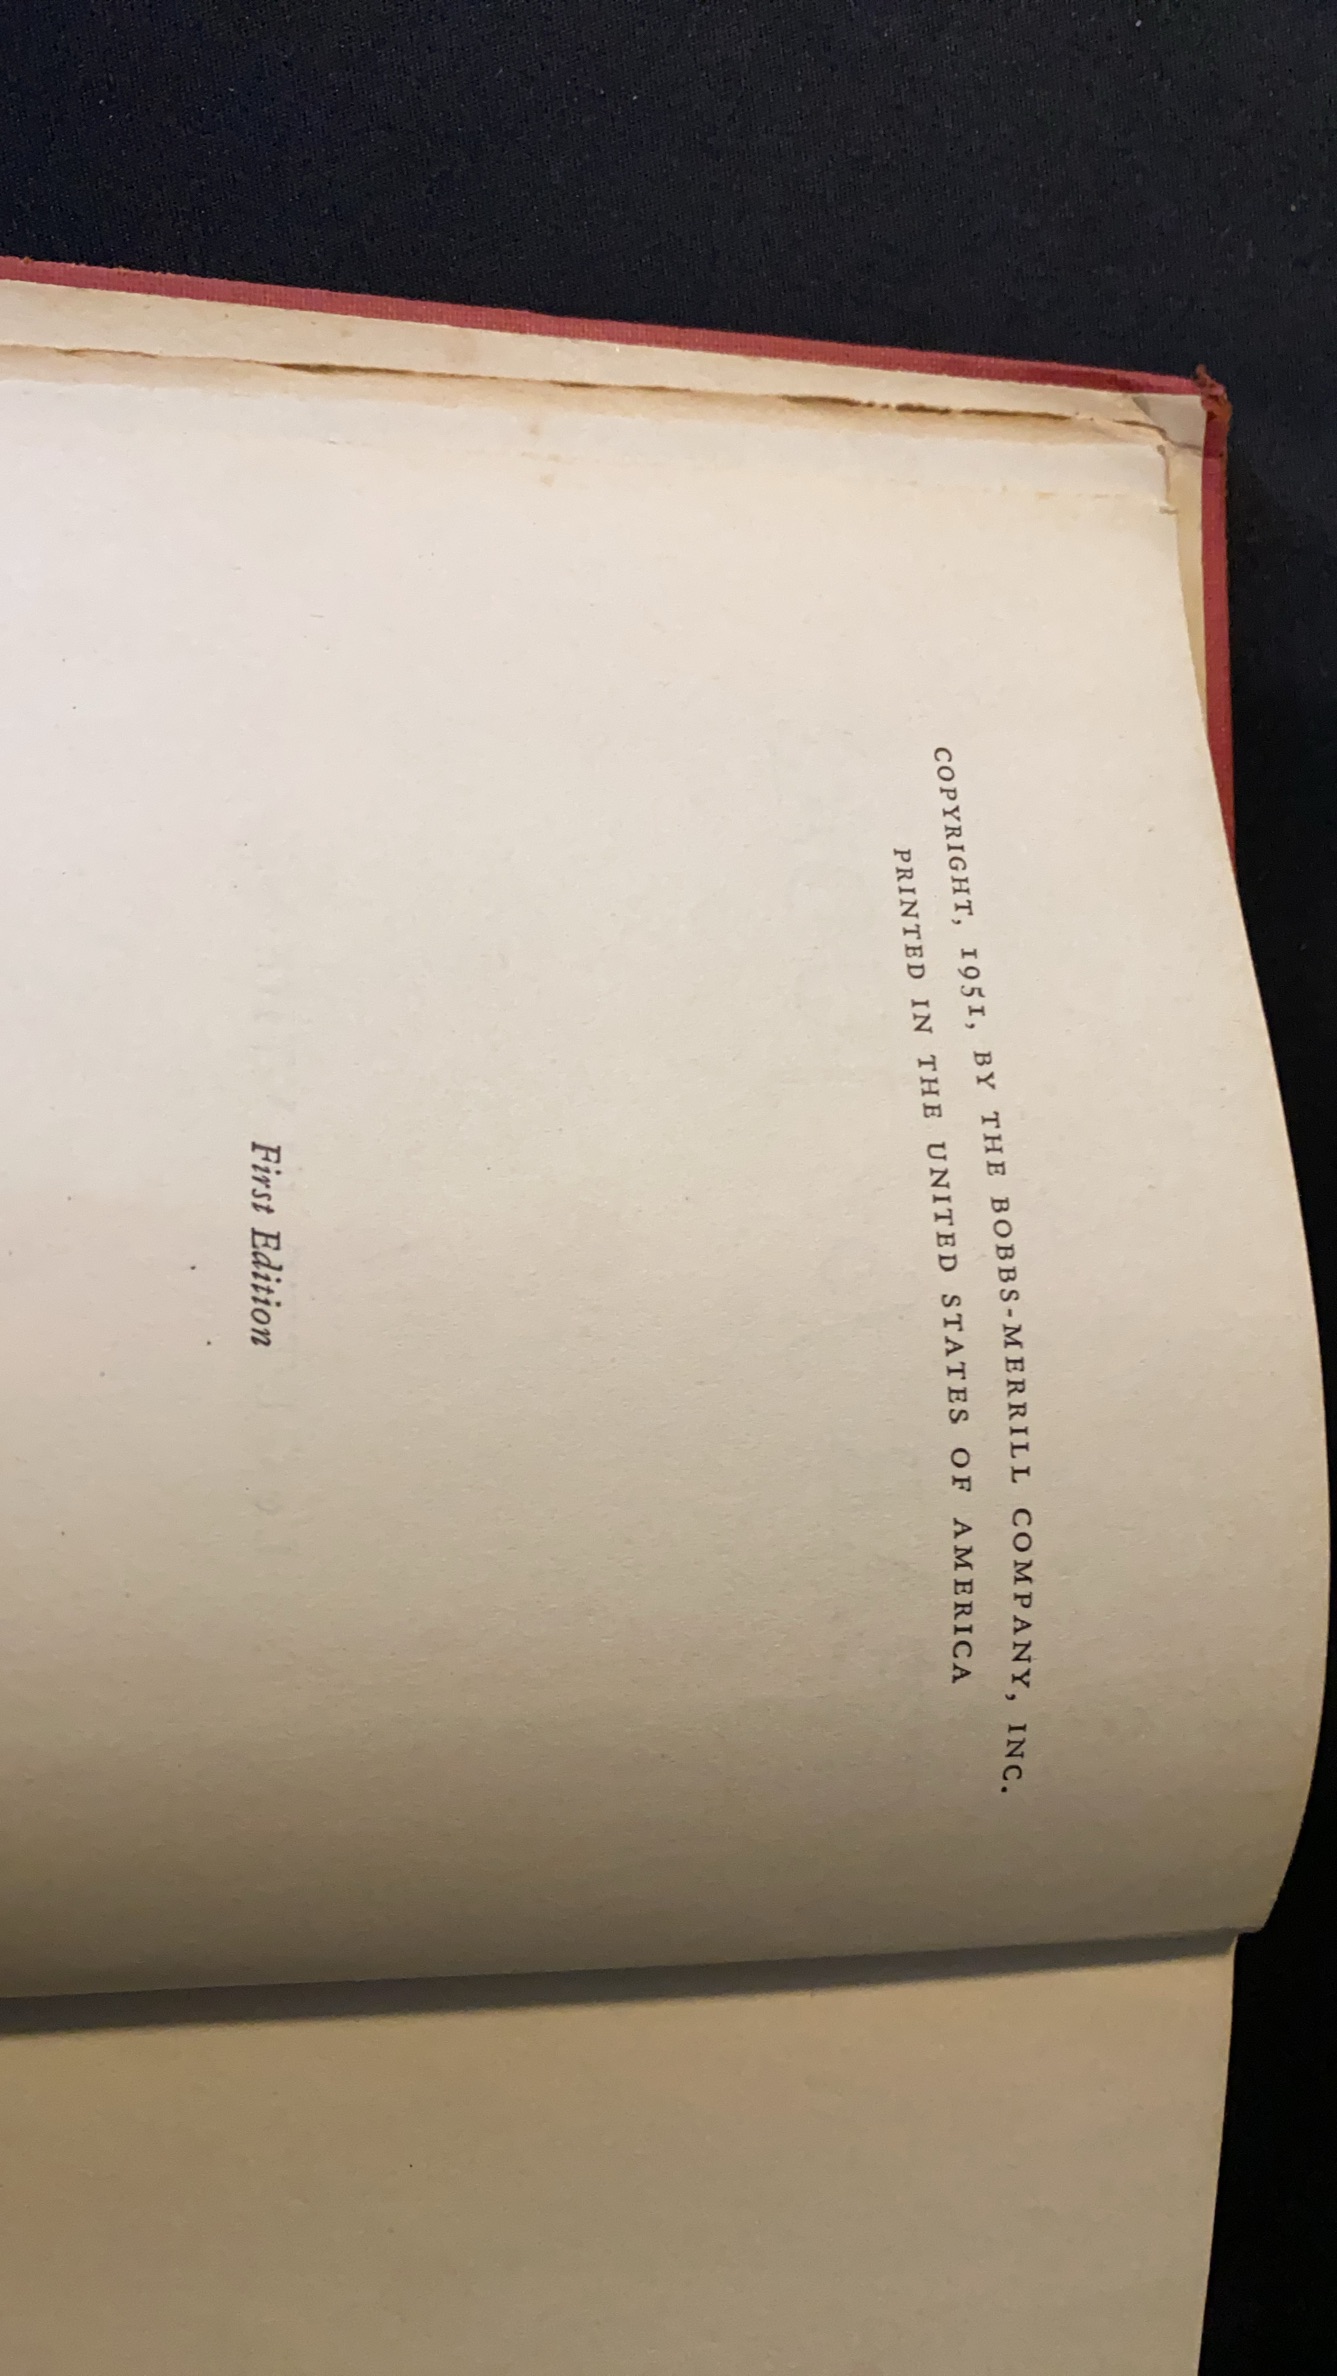 COPYRIGHT, 1951, BY THE BOBBS-MERRILL COMPANY, INC.
PRINTED IN THE UNITED STATES OF AMERICA
First Edition